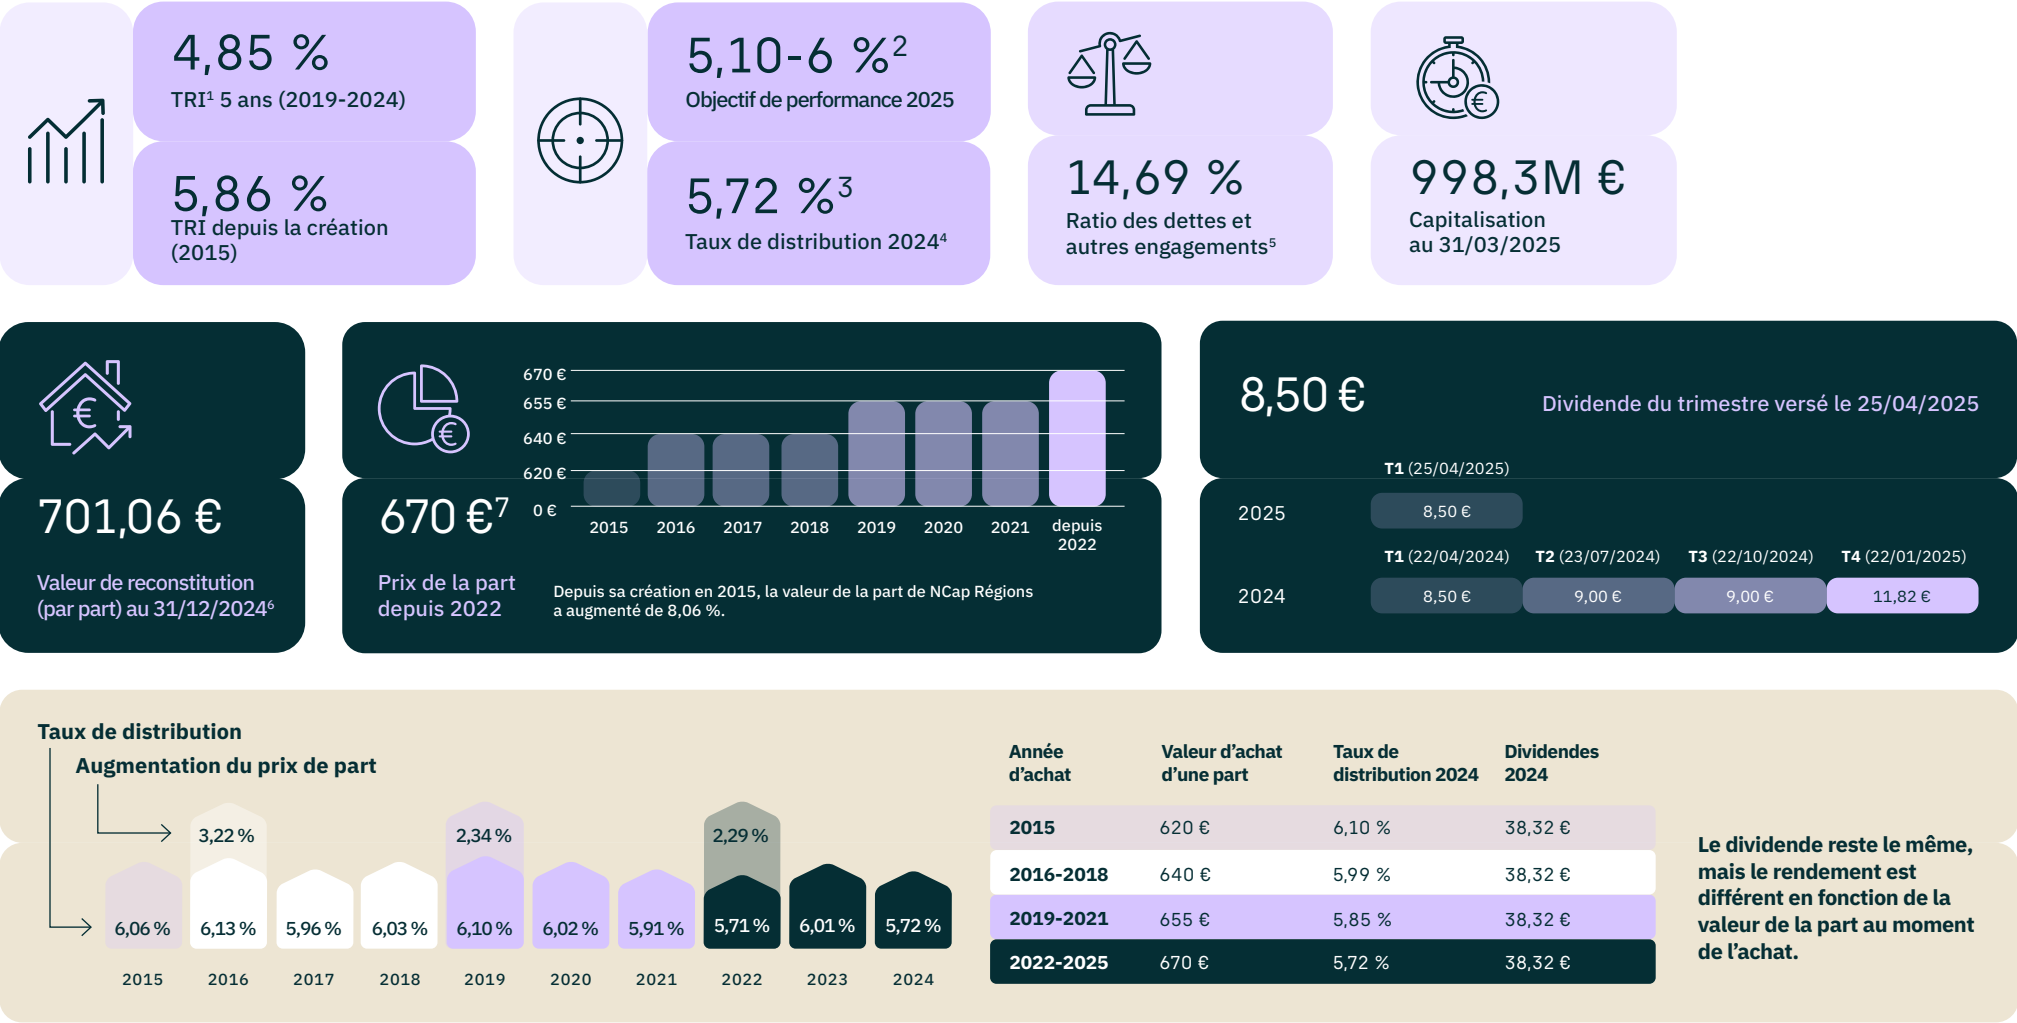 4,85 %
TRI¹ 5 ans (2019-2024)
5,86 %
TRI depuis la création
(2015)
5,10-6 %²
Objectif de performance 2025
5,72 %³
Taux de distribution 2024⁴
14,69 %
Ratio des dettes et
autres engagements⁵
€
998,3M €
Capitalisation
au 31/03/2025
€
701,06 €
Valeur de reconstitution
(par part) au 31/12/2024⁶
€
670 €⁷
Prix de la part
depuis 2022
670 €
655 €
640 €
620 €
0 €
2015 2016 2017 2018 2019 2020 2021 depuis
2022
Depuis sa création en 2015, la valeur de la part de NCap Régions
a augmenté de 8,06 %.
8,50 €
Dividende du trimestre versé le 25/04/2025
T1 (25/04/2025)
2025 8,50 €
T1 (22/04/2024) T2 (23/07/2024) T3 (22/10/2024) T4 (22/01/2025)
2024 8,50 € 9,00 € 9,00 € 11,82 €
Taux de distribution
Augmentation du prix de part
3,22 % 2,34 % 2,29 %
6,06 % 6,13 % 5,96 % 6,03 % 6,10 % 6,02 % 5,91 % 5,71 % 6,01 % 5,72 %
2015 2016 2017 2018 2019 2020 2021 2022 2023 2024
Année Valeur d’achat Taux de Dividendes
d’achat d’une part distribution 2024 2024
2015 620 € 6,10 % 38,32 €
2016-2018 640 € 5,99 % 38,32 €
2019-2021 655 € 5,85 % 38,32 €
2022-2025 670 € 5,72 % 38,32 €
Le dividende reste le même,
mais le rendement est
différent en fonction de la
valeur de la part au moment
de l’achat.